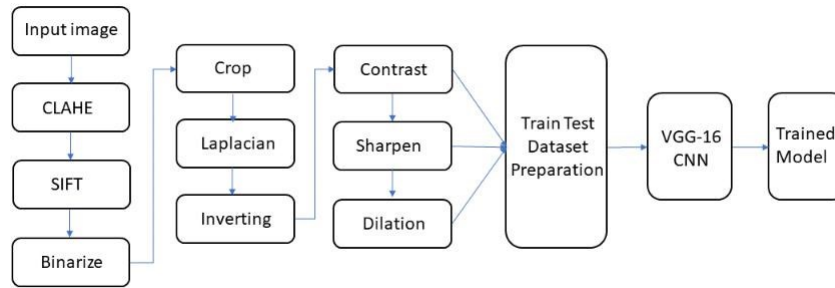 Input image
CLAHE
SIFT
Binarize
Crop
Laplacian
Inverting
Contrast
Sharpen
Dilation
Train Test
Dataset
Preparation
VGG-16
CNN
Trained
Model